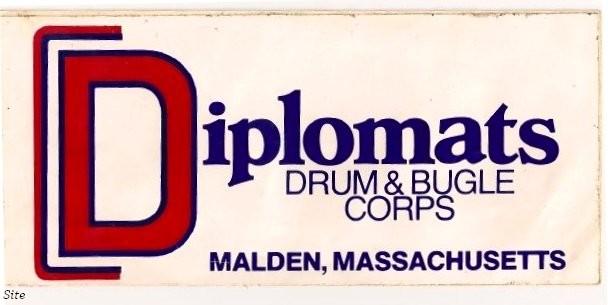 Diplomats
DRUM & BUGLE
CORPS
MALDEN, MASSACHUSETTS
Site